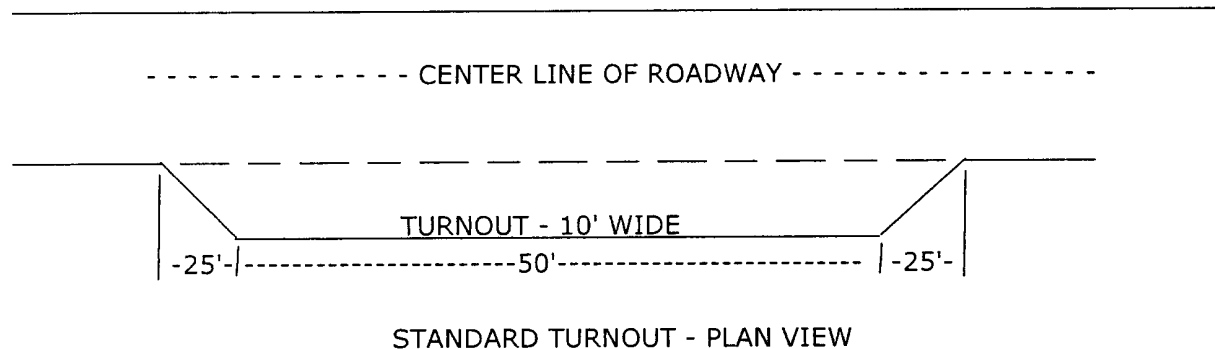 - - - - - - - - - - - - - CENTER LINE OF ROADWAY - - - - - - - - - - - - - - -
TURNOUT - 10' WIDE
-25'- -----------------------50'------------------------- -25'-
STANDARD TURNOUT - PLAN VIEW